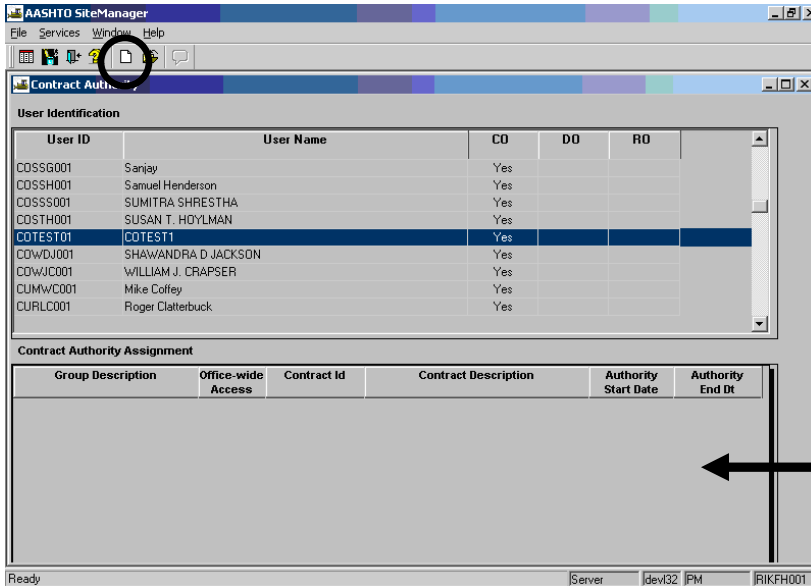 AASHTO SiteManager
File Services Window Help
Contract
User Identification
User ID User Name CO DO RO
COSSG001 Sanjay Yes
COSSH001 Samuel Henderson Yes
COSSS001 SUMITRA SHRESTHA Yes
COSTH001 SUSAN T. HOYLMAN Yes
COTEST01 COTEST1 Yes
COWDJ001 SHAWANDRA D JACKSON Yes
COWJC001 WILLIAM J. CRAPSER Yes
CUMWC001 Mike Coffey Yes
CURLC001 Roger Clatterbuck Yes
Contract Authority Assignment
Group Description Office-wide Access Contract Id Contract Description Authority Start Date Authority End Dt
Ready Server devl32 PM RIKFH001